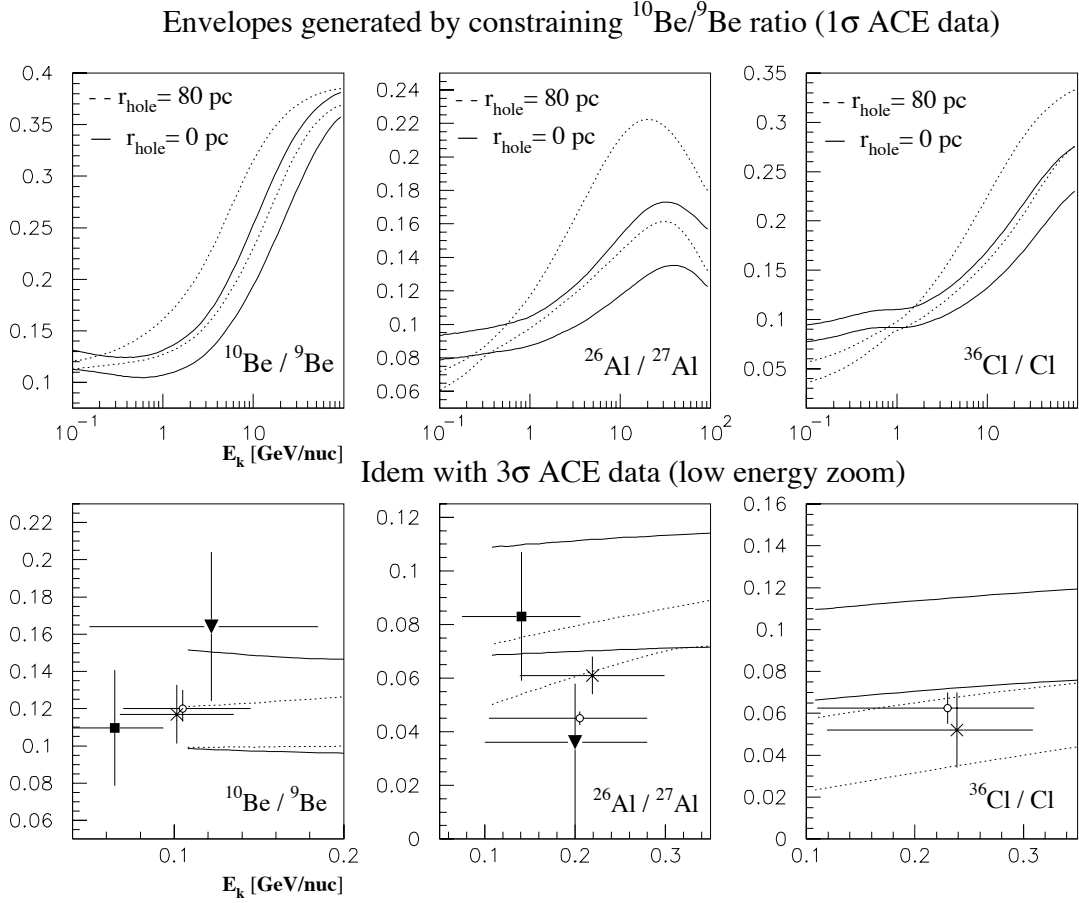 Envelopes generated by constraining ¹⁰Be/⁹Be ratio (1σ ACE data)
0.4
0.35
0.3
0.25
0.2
0.15
0.1
r_hole= 80 pc
r_hole= 0 pc
¹⁰Be / ⁹Be
10⁻¹ 1 10
E_k [GeV/nuc]
0.24
0.22
0.2
0.18
0.16
0.14
0.12
0.1
0.08
0.06
r_hole= 80 pc
r_hole= 0 pc
²⁶Al / ²⁷Al
10⁻¹ 1 10 10²
0.35
0.3
0.25
0.2
0.15
0.1
0.05
r_hole= 80 pc
r_hole= 0 pc
³⁶Cl / Cl
10⁻¹ 1 10
Idem with 3σ ACE data (low energy zoom)
0.22
0.2
0.18
0.16
0.14
0.12
0.1
0.08
0.06
¹⁰Be / ⁹Be
0.1 0.2
E_k [GeV/nuc]
0.12
0.1
0.08
0.06
0.04
0.02
0
²⁶Al / ²⁷Al
0.1 0.2 0.3
0.16
0.14
0.12
0.1
0.08
0.06
0.04
0.02
0
³⁶Cl / Cl
0.1 0.2 0.3